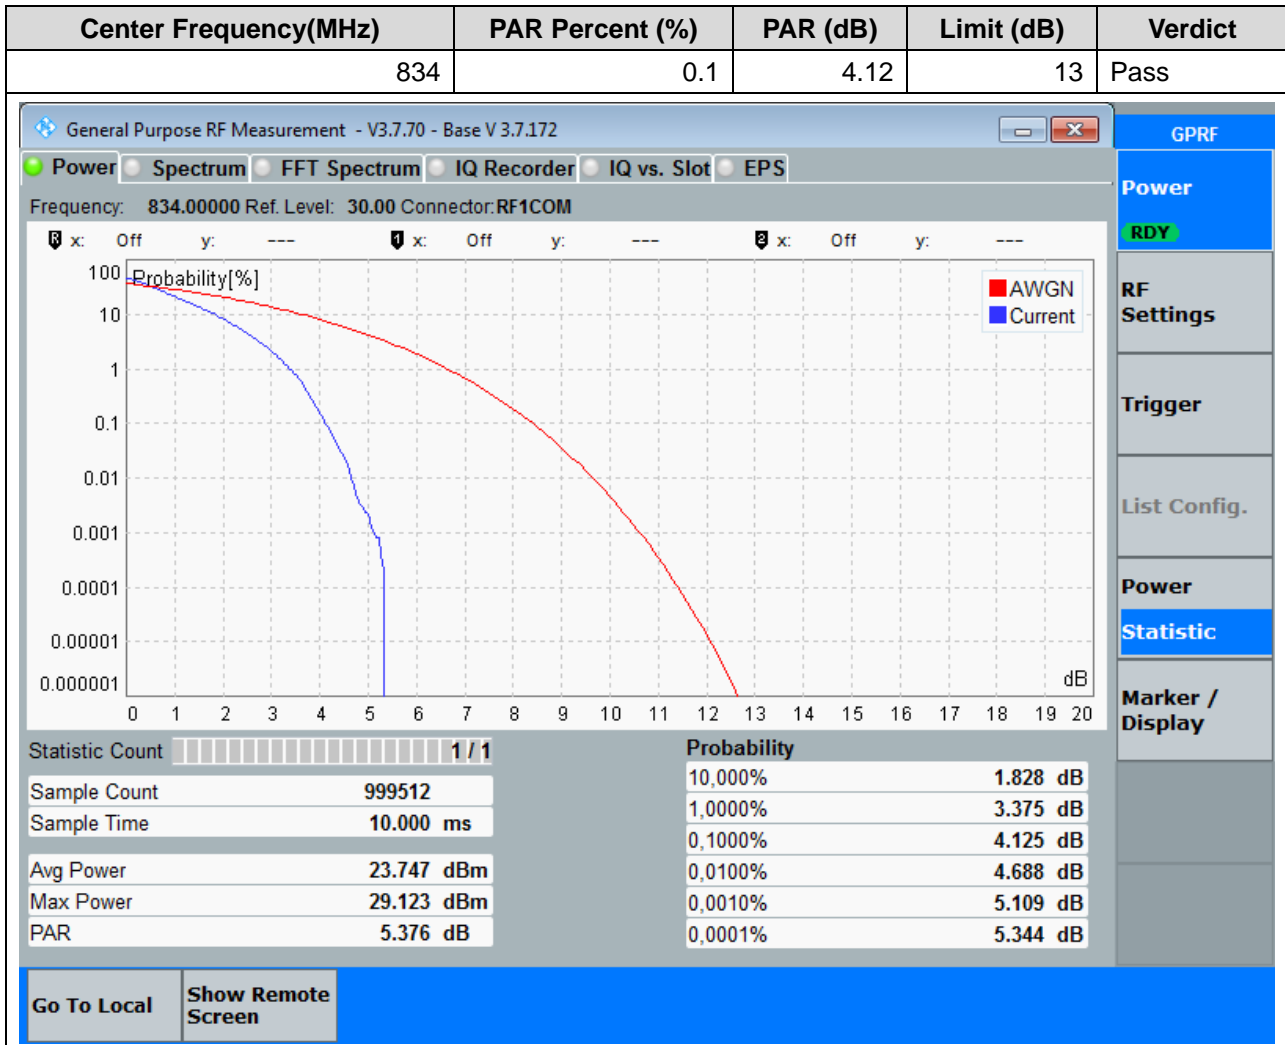 Center Frequency(MHz) PAR Percent (%) PAR (dB) Limit (dB) Verdict
834 0.1 4.12 13 Pass
General Purpose RF Measurement - V3.7.70 - Base V 3.7.172
GPRF
Power Spectrum FFT Spectrum IQ Recorder IQ vs. Slot EPS
Power
RDY
Frequency: 834.00000 Ref. Level: 30.00 Connector:RF1COM
R x: Off y: --- 1 x: Off y: --- 2 x: Off y: ---
Probability[%]
AWGN
Current
100
10
1
0.1
0.01
0.001
0.0001
0.00001
0.000001
dB
0 1 2 3 4 5 6 7 8 9 10 11 12 13 14 15 16 17 18 19 20
RF
Settings
Trigger
List Config.
Power
Statistic
Marker /
Display
Statistic Count 1 / 1
Sample Count 999512
Sample Time 10.000 ms
Avg Power 23.747 dBm
Max Power 29.123 dBm
PAR 5.376 dB
Probability
10,000% 1.828 dB
1,0000% 3.375 dB
0,1000% 4.125 dB
0,0100% 4.688 dB
0,0010% 5.109 dB
0,0001% 5.344 dB
Go To Local
Show Remote
Screen